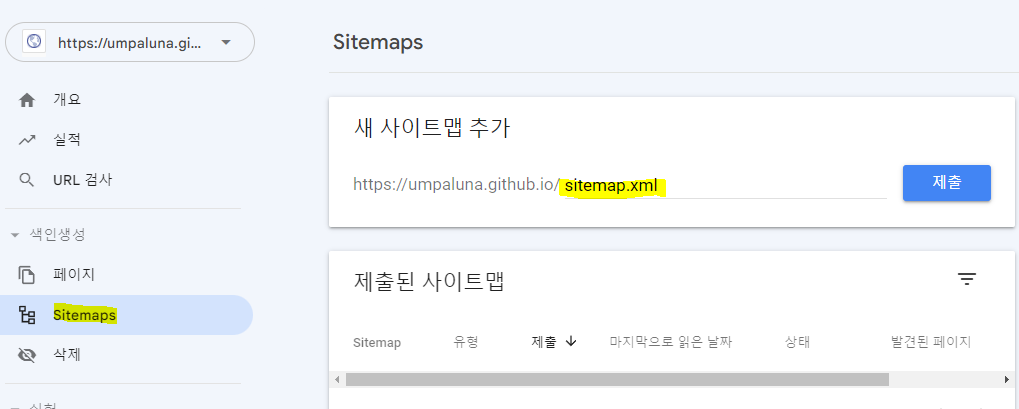 https://umpaluna.gi...
개요
실적
URL 검사
색인생성
페이지
Sitemaps
삭제
Sitemaps
새 사이트맵 추가
https://umpaluna.github.io/sitemap.xml
제출
제출된 사이트맵
Sitemap 유형 제출 마지막으로 읽은 날짜 상태 발견된 페이지